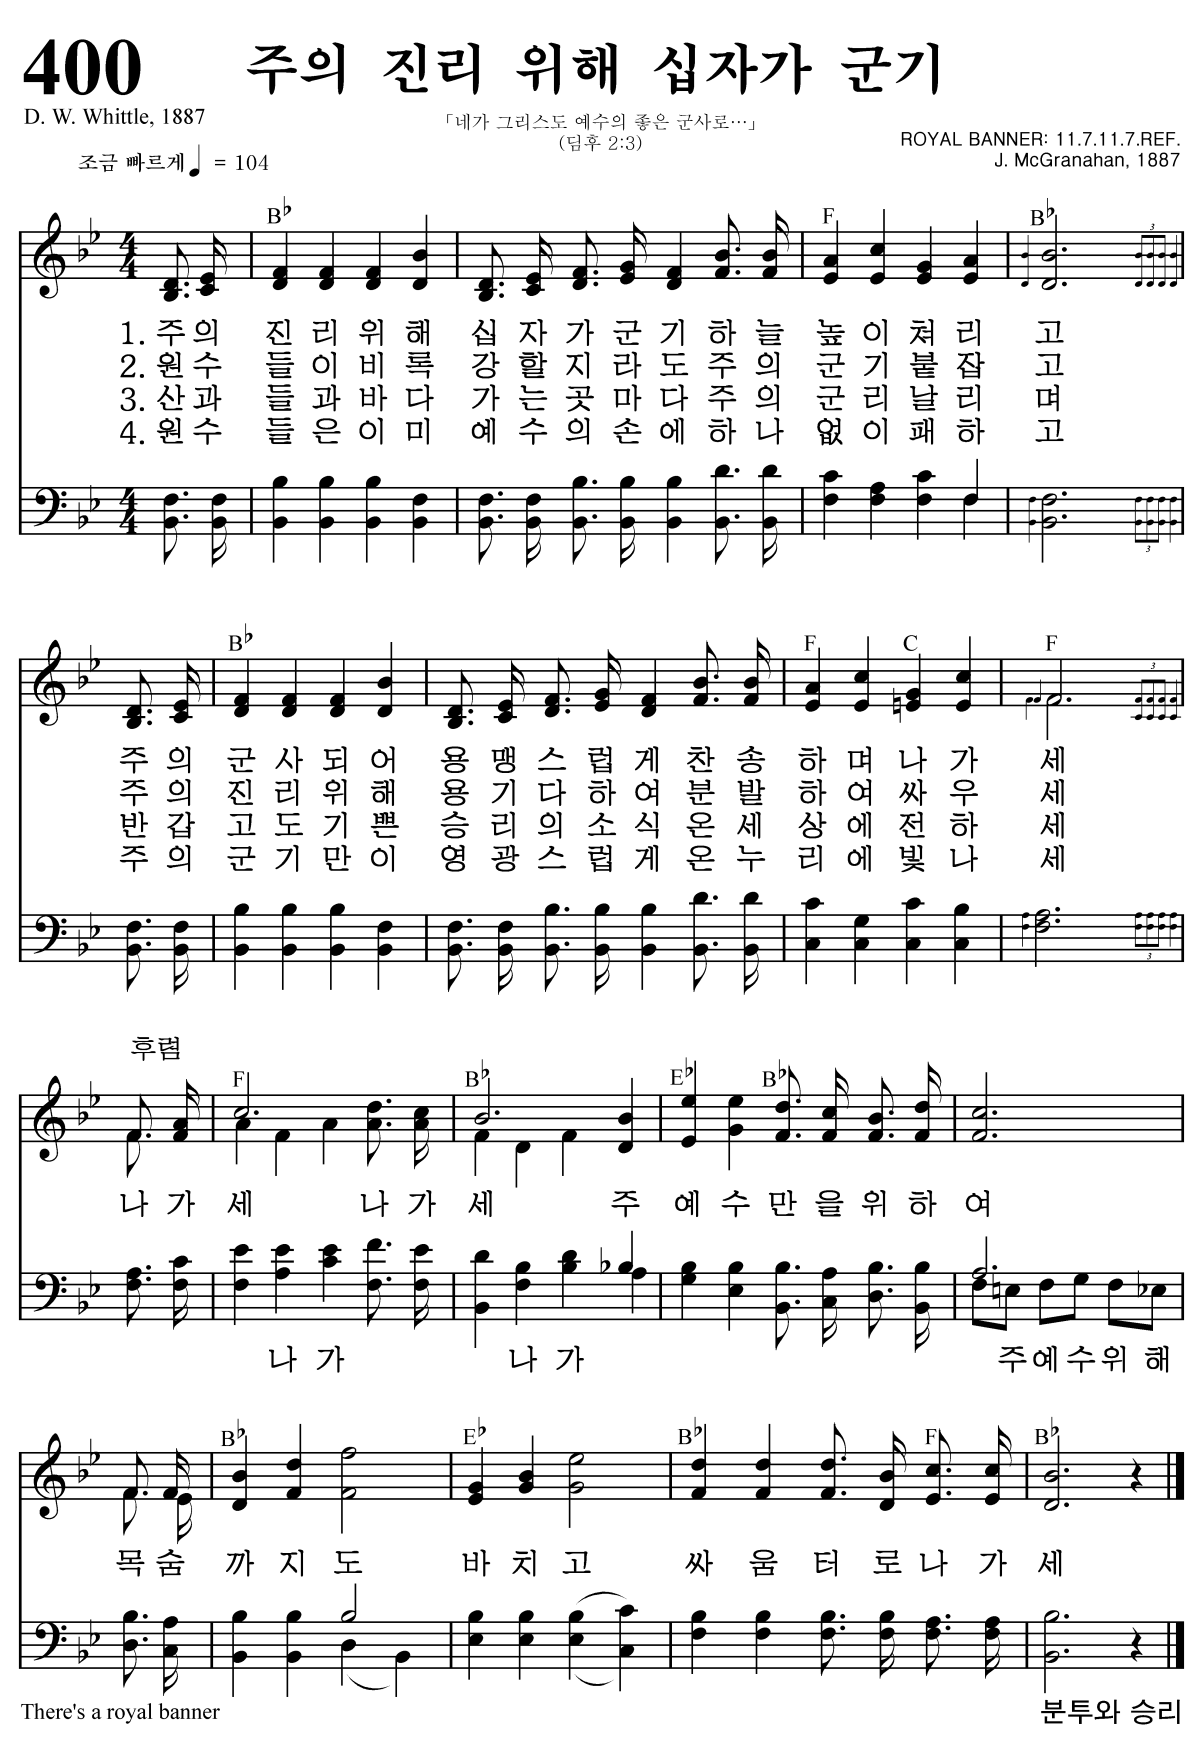 400 주의 진리 위해 십자가 군기
D. W. Whittle, 1887
「네가 그리스도 예수의 좋은 군사로…」
(딤후 2:3)
ROYAL BANNER: 11.7.11.7.REF.
J. McGranahan, 1887
조금 빠르게 ♩ = 104
B♭ F B♭
3
1. 주의 진리위해 십자가군기하늘 높이쳐리고
2. 원수 들이비록 강할지라도주의 군기붙잡고
3. 산과 들과바다 가는곳마다주의 군리날리며
4. 원수 들은이미 예수의손에하나 없이패하고
3
B♭ F C F
3
주의 군사되어 용맹스럽게찬송 하며나가세
주의 진리위해 용기다하여분발 하여싸우세
반갑 고도기쁜 승리의소식온세 상에전하세
주의 군기만이 영광스럽게온누 리에빛나세
3
후렴
F B♭ E♭ B♭
나가세 나가세 주 예수만을위하여
나가 나가 주예수위해
B♭ E♭ B♭ F B♭
목숨 까지도 바치고 싸움터로나가세
There's a royal banner
분투와 승리